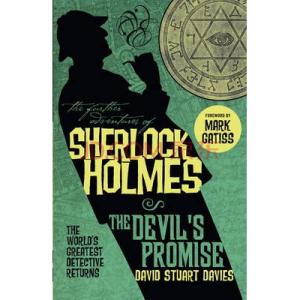 the further
adventures of
SHERLOCK
HOLMES
FOREWORD BY
MARK
GATISS
THE
DEVIL'S
PROMISE
DAVID STUART DAVIES
THE
WORLD'S
GREATEST
DETECTIVE
RETURNS